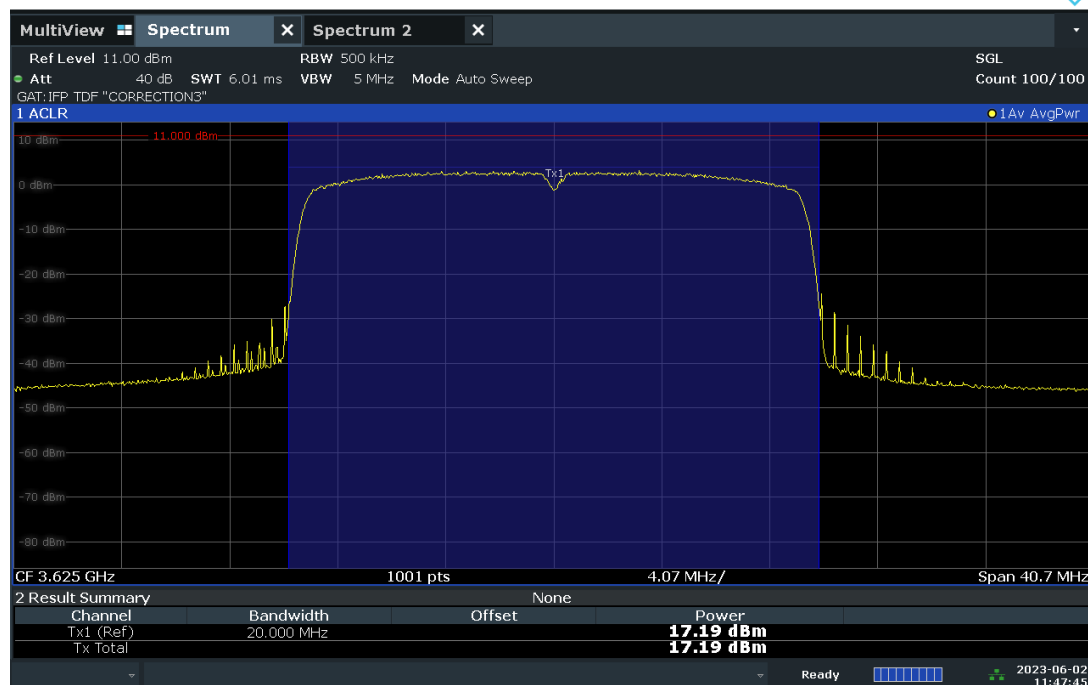 MultiView Spectrum X Spectrum 2 X
Ref Level 11.00 dBm RBW 500 kHz SGL
Att 40 dB SWT 6.01 ms VBW 5 MHz Mode Auto Sweep Count 100/100
GAT:IFP TDF "CORRECTION3"
1 ACLR 1Av AvgPwr
10 dBm 11.000 dBm
Tx1
0 dBm
-10 dBm
-20 dBm
-30 dBm
-40 dBm
-50 dBm
-60 dBm
-70 dBm
-80 dBm
CF 3.625 GHz 1001 pts 4.07 MHz/ Span 40.7 MHz
2 Result Summary None
Channel Bandwidth Offset Power
Tx1 (Ref) 20.000 MHz 17.19 dBm
Tx Total 17.19 dBm
Ready 2023-06-02
11:47:45